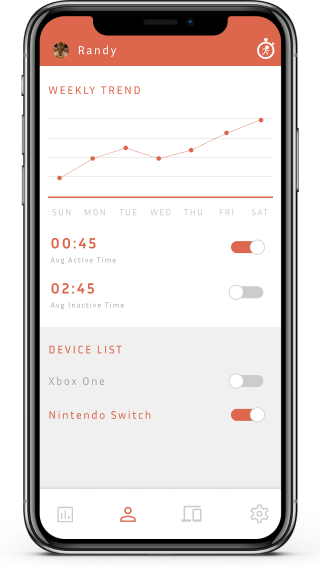 Randy
WEEKLY TREND
SUN MON TUE WED THU FRI SAT
00:45
Avg Active Time
02:45
Avg Inactive Time
DEVICE LIST
Xbox One
Nintendo Switch